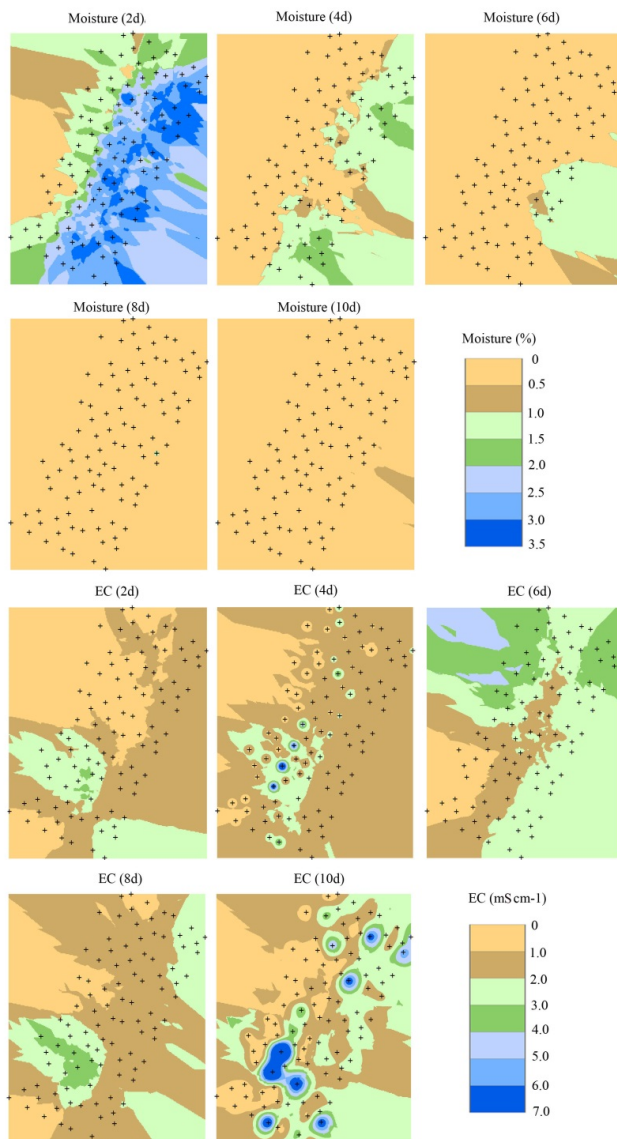 Moisture (2d)
Moisture (4d)
Moisture (6d)
Moisture (8d)
Moisture (10d)
Moisture (%)
0
0.5
1.0
1.5
2.0
2.5
3.0
3.5
EC (2d)
EC (4d)
EC (6d)
EC (8d)
EC (10d)
EC (mS cm-1)
0
1.0
2.0
3.0
4.0
5.0
6.0
7.0